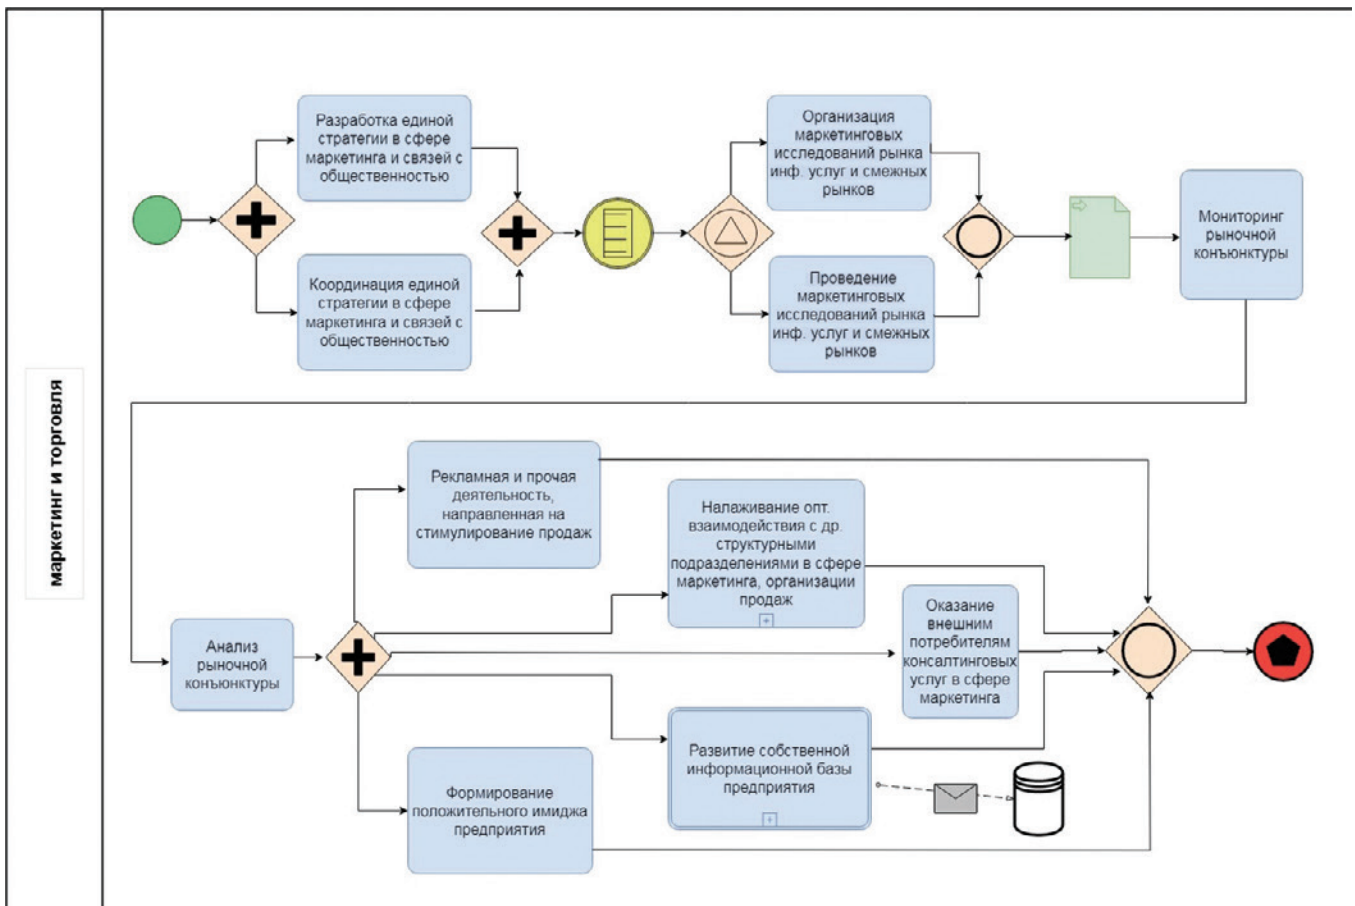 Разработка единой
стратегии в сфере
маркетинга и связей с
общественностью
Организация
маркетинговых
исследований рынка
инф. услуг и смежных
рынков
Мониторинг
рыночной
конъюнктуры
Координация единой
стратегии в сфере
маркетинга и связей с
общественностью
Проведение
маркетинговых
исследований рынка
инф. услуг и смежных
рынков
маркетинг и торговля
Рекламная и прочая
деятельность,
направленная на
стимулирование продаж
Налаживание опт.
взаимодействия с др.
структурными
подразделениями в сфере
маркетинга, организации
продаж
Анализ
рыночной
конъюнктуры
Оказание
внешним
потребителям
консалтинговых
услуг в сфере
маркетинга
Развитие собственной
информационной базы
предприятия
Формирование
положительного имиджа
предприятия